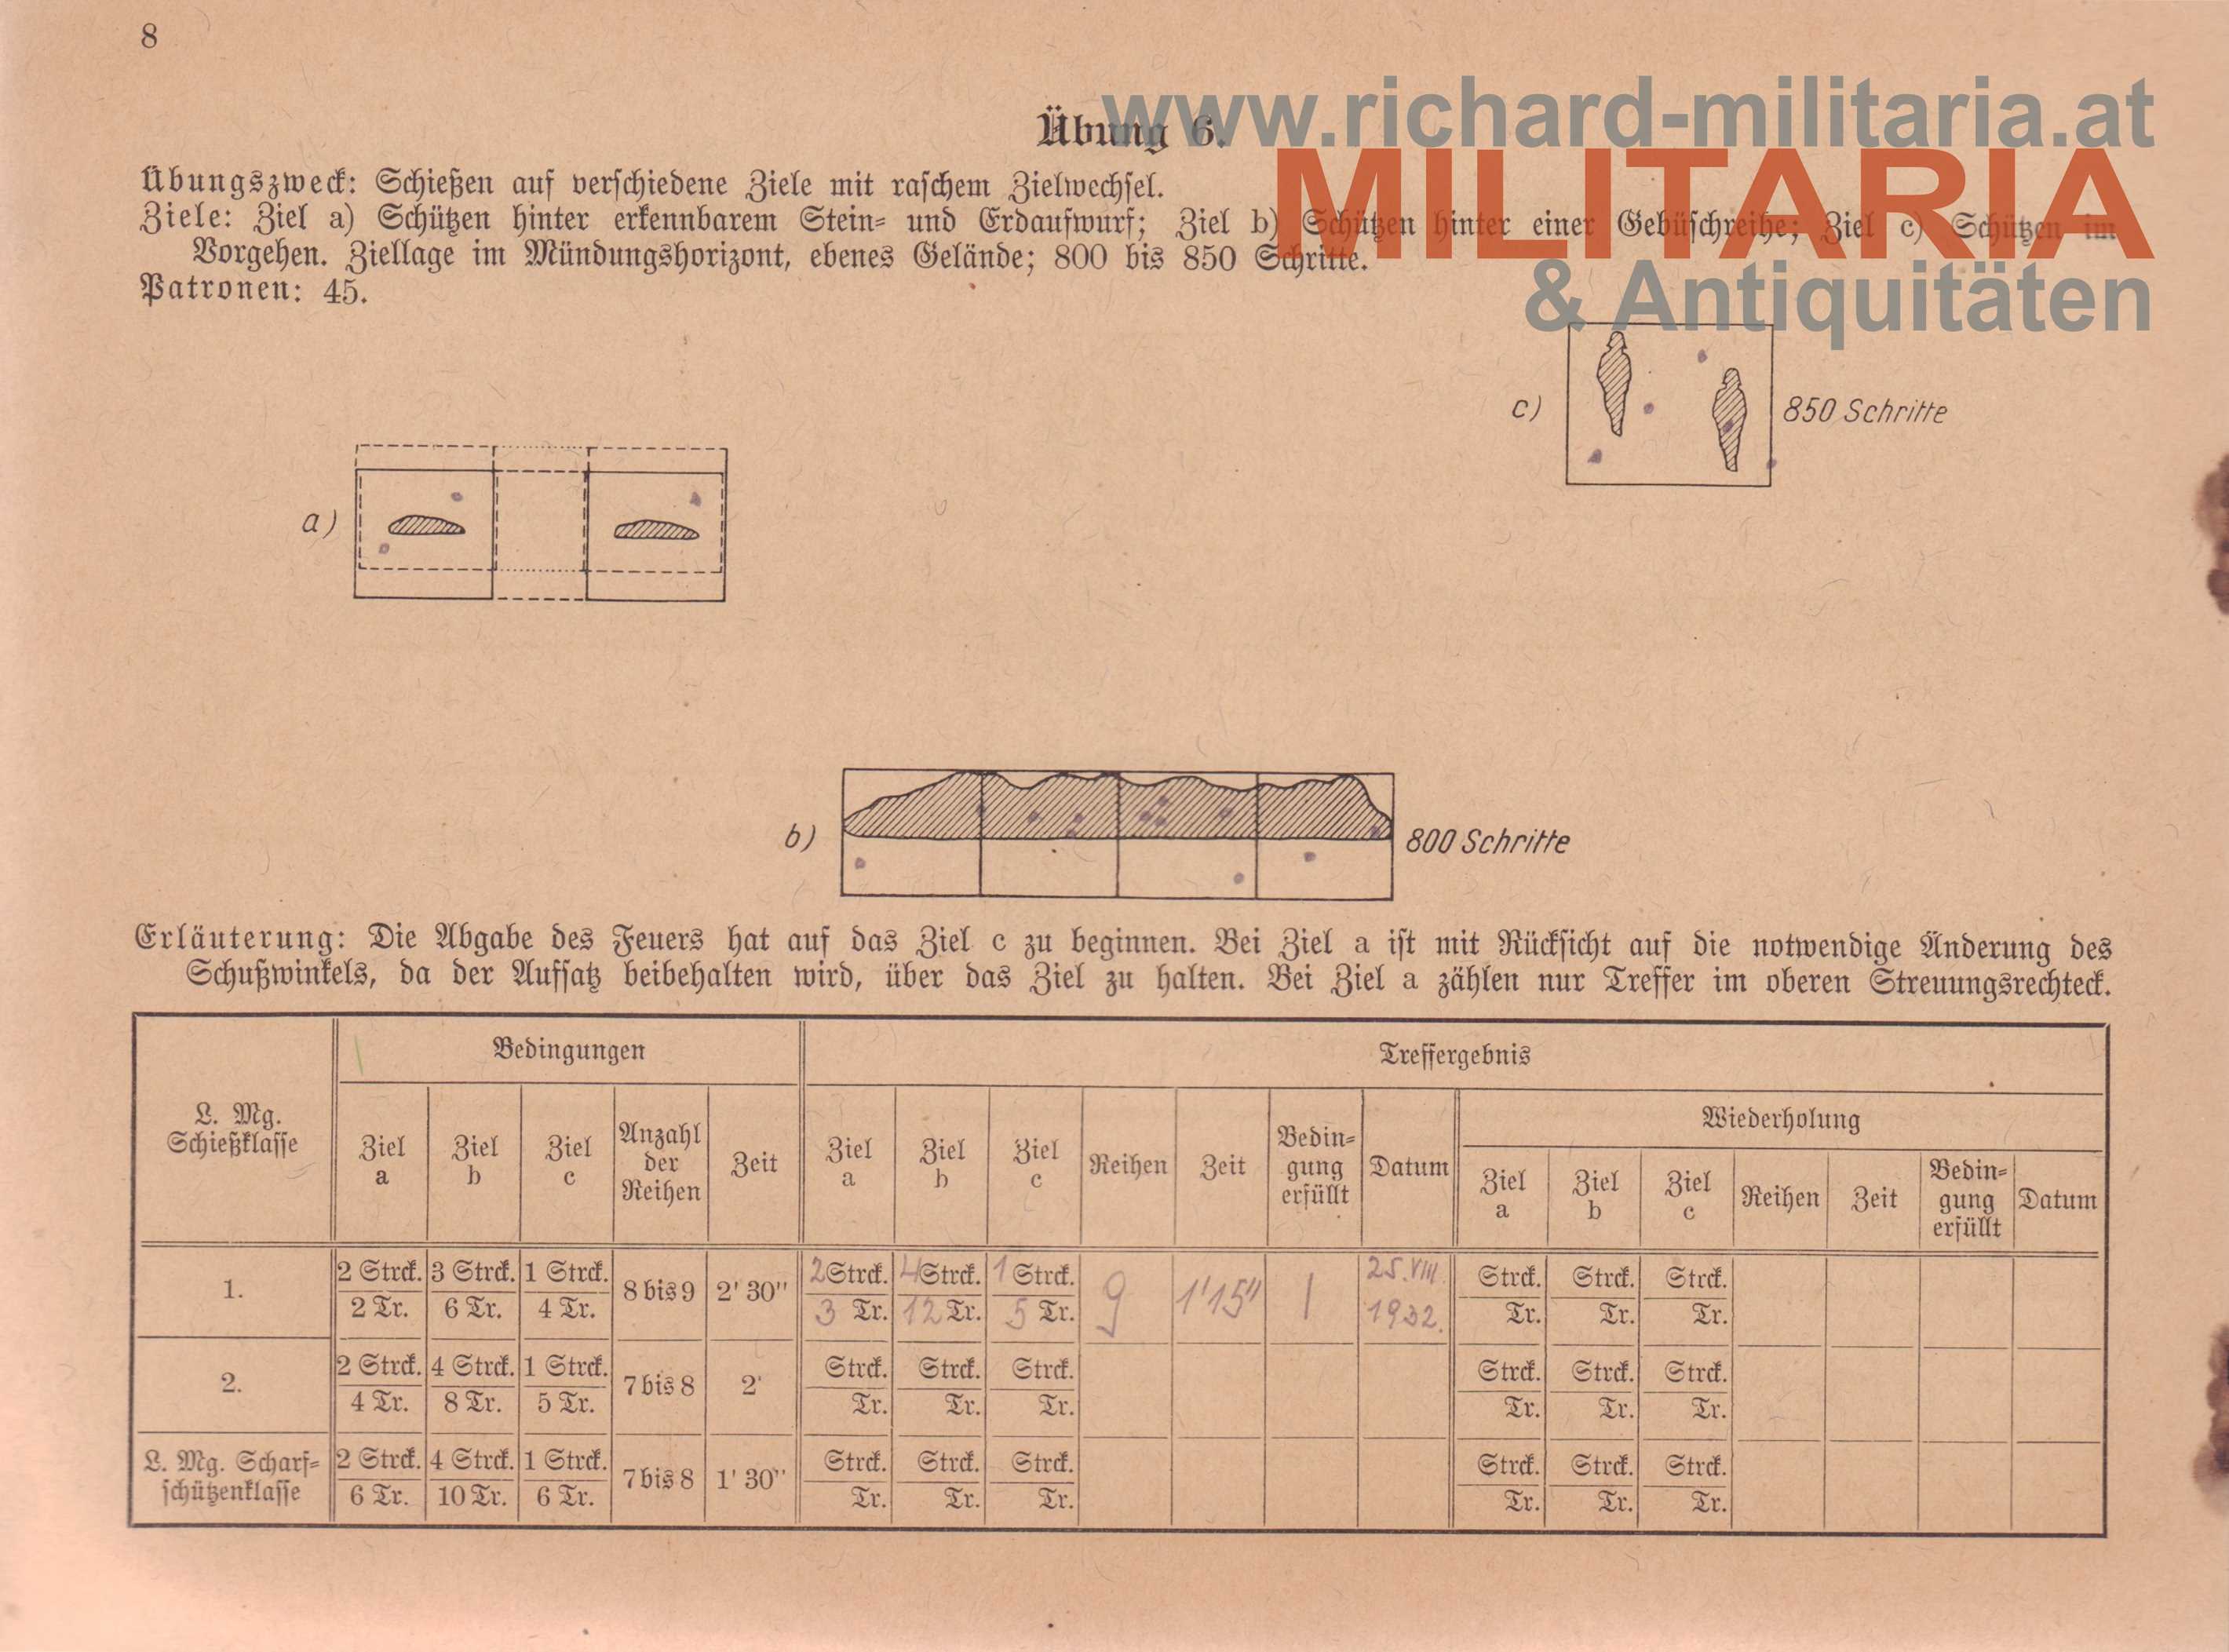 8
www.richard-militaria.at
MILITARIA
& Antiquitäten
Übung 6.
Übungszweck: Schießen auf verschiedene Ziele mit raschem Zielwechsel.
Ziele: Ziel a) Schützen hinter erkennbarem Stein- und Erdaufwurf; Ziel b) Schützen hinter einer Gebüschreihe; Ziel c) Schützen im
Vorgehen. Ziellage im Mündungshorizont, ebenes Gelände; 800 bis 850 Schritte.
Patronen: 45.
c) 850 Schritte
a)
b) 800 Schritte
Erläuterung: Die Abgabe des Feuers hat auf das Ziel c zu beginnen. Bei Ziel a ist mit Rücksicht auf die notwendige Änderung des
Schußwinkels, da der Aufsatz beibehalten wird, über das Ziel zu halten. Bei Ziel a zählen nur Treffer im oberen Streuungsrechteck.
L. Mg.
Schießklasse
Bedingungen
Treffergebnis
Ziel
a
Ziel
b
Ziel
c
Anzahl
der
Reihen
Zeit
Ziel
a
Ziel
b
Ziel
c
Reihen
Zeit
Bedin-
gung
erfüllt
Datum
Wiederholung
Ziel
a
Ziel
b
Ziel
c
Reihen
Zeit
Bedin-
gung
erfüllt
Datum
1.
2 Strck. 3 Strck. 1 Strck.
2 Tr. 6 Tr. 4 Tr.
8 bis 9 2' 30''
2 Strck. 4 Strck. 1 Strck.
3 Tr. 12 Tr. 5 Tr.
9 1'15" 1
25.VIII.
1932.
Strck. Strck. Strck.
Tr. Tr. Tr.
2.
2 Strck. 4 Strck. 1 Strck.
4 Tr. 8 Tr. 5 Tr.
7 bis 8 2'
Strck. Strck. Strck.
Tr. Tr. Tr.
Strck. Strck. Strck.
Tr. Tr. Tr.
L. Mg. Scharf-
schützenklasse
2 Strck. 4 Strck. 1 Strck.
6 Tr. 10 Tr. 6 Tr.
7 bis 8 1' 30''
Strck. Strck. Strck.
Tr. Tr. Tr.
Strck. Strck. Strck.
Tr. Tr. Tr.